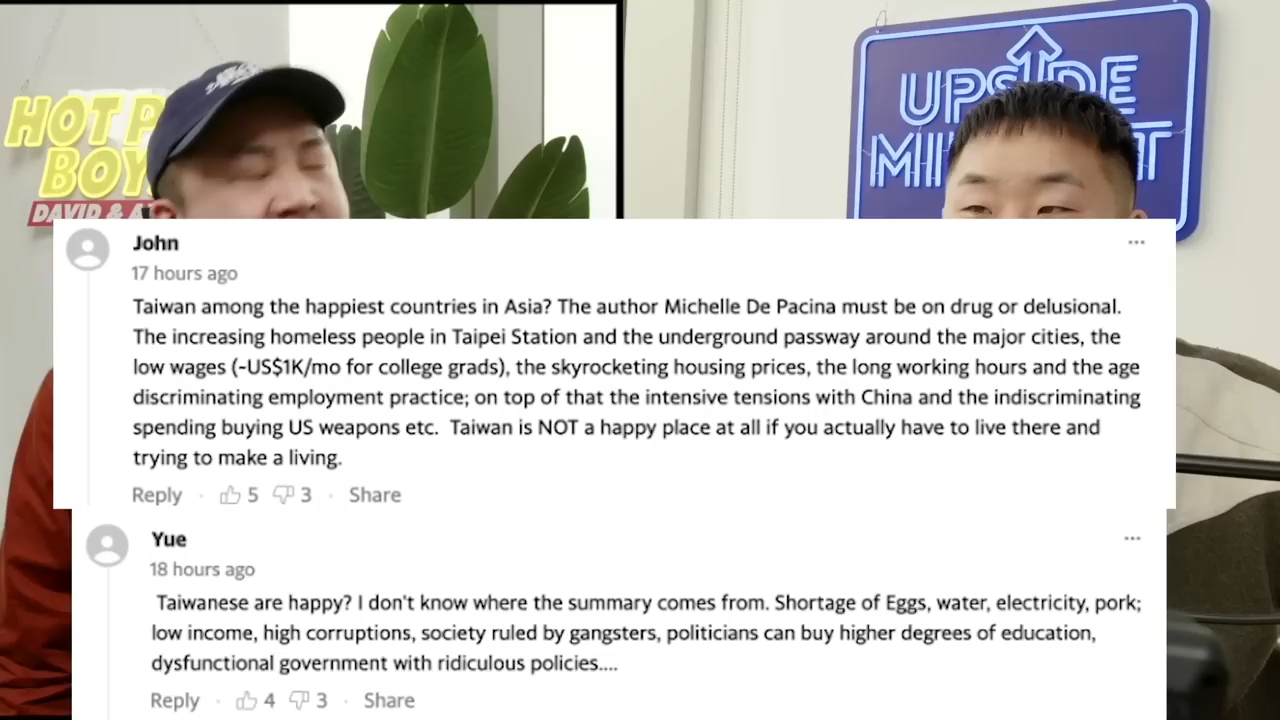 HOT P
BOY
DAVID & A
UPSIDE
MI T
John
17 hours ago
Taiwan among the happiest countries in Asia? The author Michelle De Pacina must be on drug or delusional.
The increasing homeless people in Taipei Station and the underground passway around the major cities, the
low wages (~US$1K/mo for college grads), the skyrocketing housing prices, the long working hours and the age
discriminating employment practice; on top of that the intensive tensions with China and the indiscriminating
spending buying US weapons etc. Taiwan is NOT a happy place at all if you actually have to live there and
trying to make a living.
Reply · 5 3 · Share
Yue
18 hours ago
Taiwanese are happy? I don't know where the summary comes from. Shortage of Eggs, water, electricity, pork;
low income, high corruptions, society ruled by gangsters, politicians can buy higher degrees of education,
dysfunctional government with ridiculous policies....
Reply · 4 3 · Share